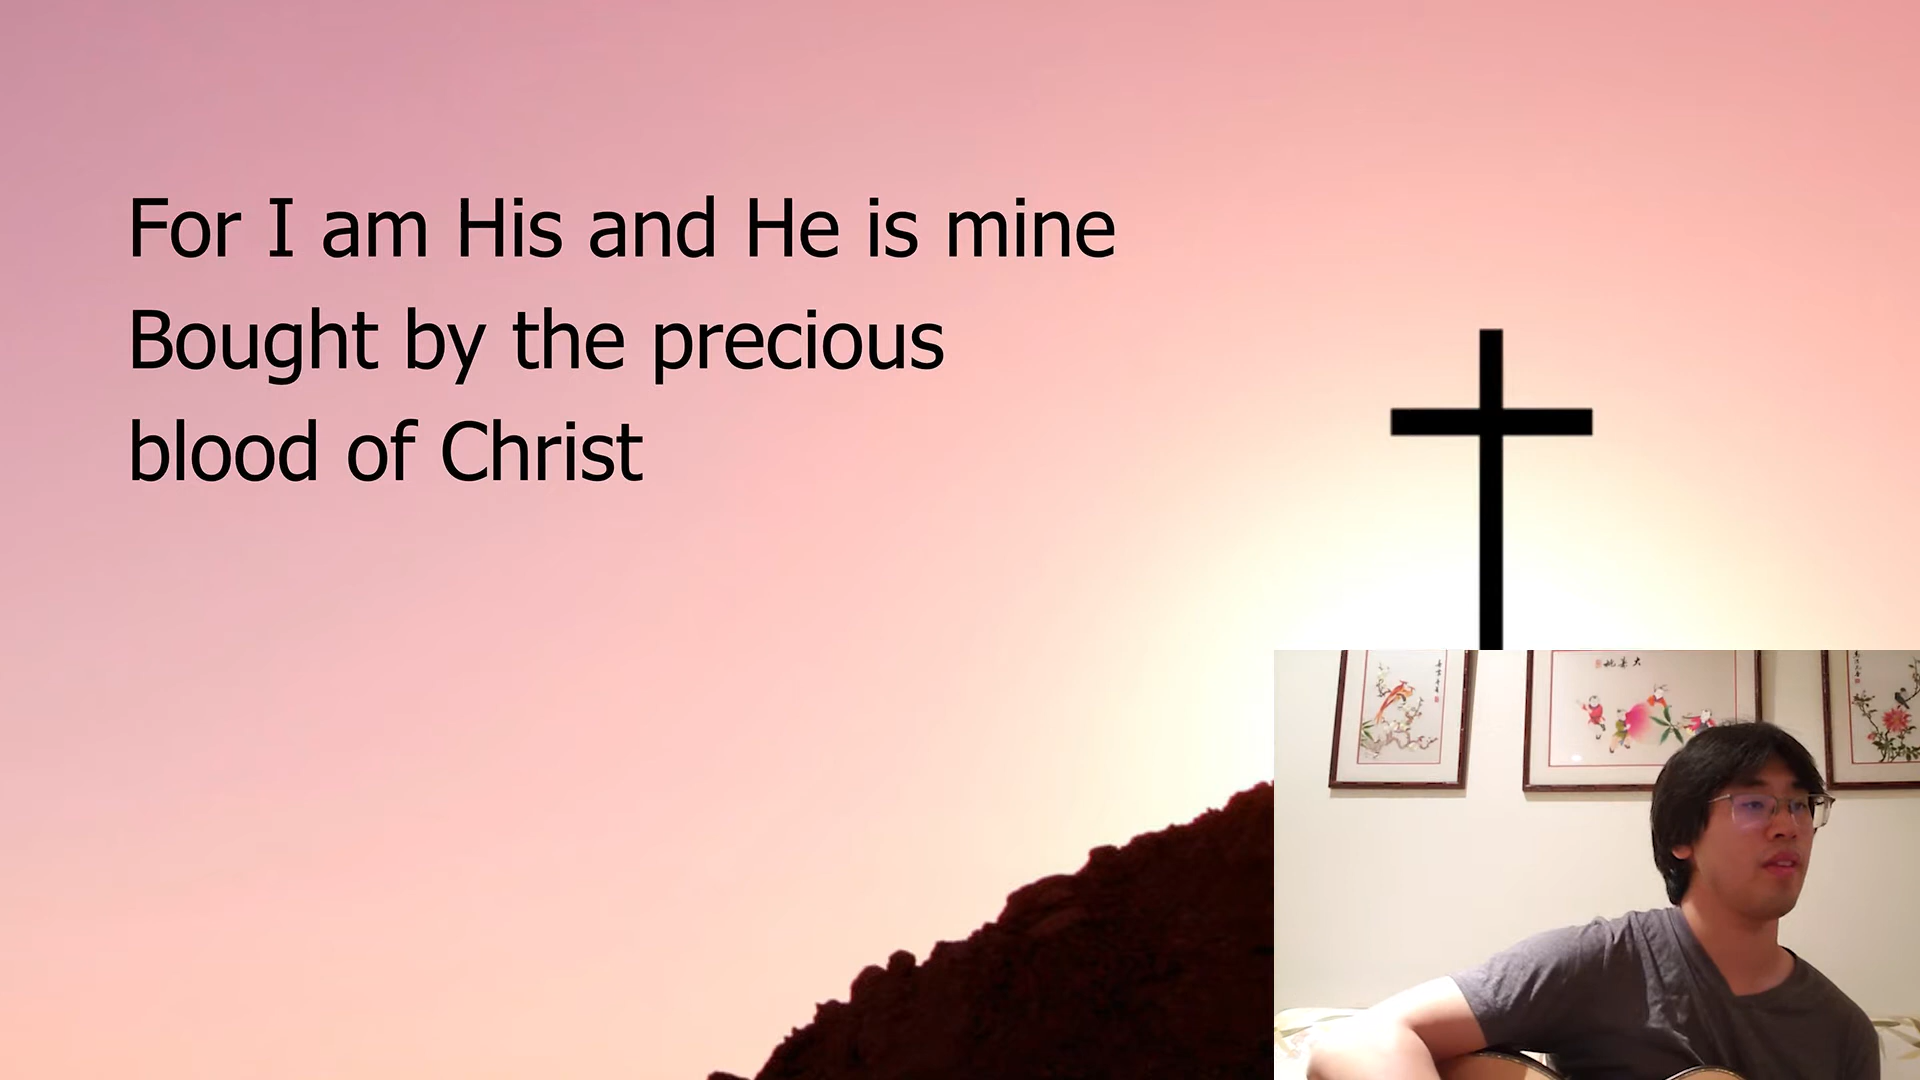 For I am His and He is mine
Bought by the precious
blood of Christ